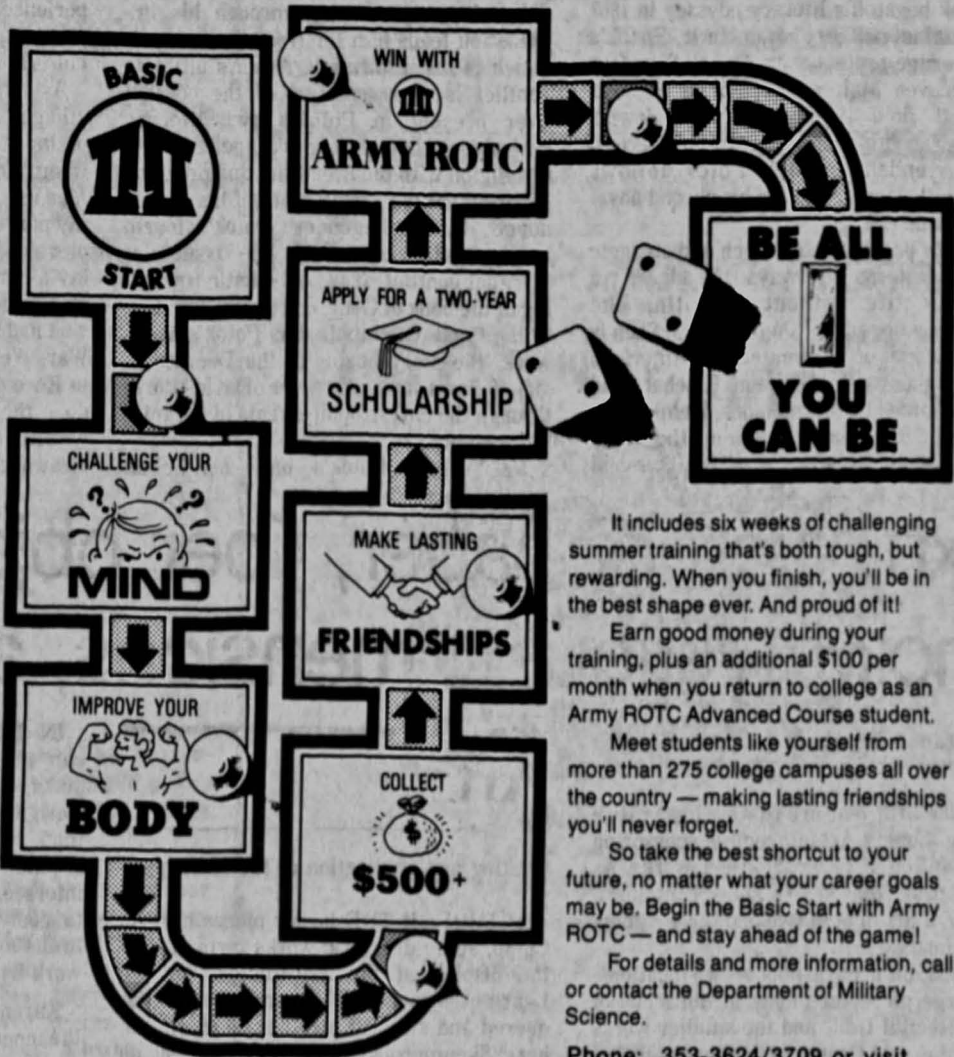 BASIC
START
CHALLENGE YOUR
MIND
IMPROVE YOUR
BODY
COLLECT
$
$500+
MAKE LASTING
FRIENDSHIPS
APPLY FOR A TWO-YEAR
SCHOLARSHIP
WIN WITH
ARMY ROTC
BE ALL
YOU
CAN BE
It includes six weeks of challenging
summer training that's both tough, but
rewarding. When you finish, you'll be in
the best shape ever. And proud of it!
Earn good money during your
training, plus an additional $100 per
month when you return to college as an
Army ROTC Advanced Course student.
Meet students like yourself from
more than 275 college campuses all over
the country — making lasting friendships
you'll never forget.
So take the best shortcut to your
future, no matter what your career goals
may be. Begin the Basic Start with Army
ROTC — and stay ahead of the game!
For details and more information, call
or contact the Department of Military
Science.
Phone: 353-3624/3709 or visit